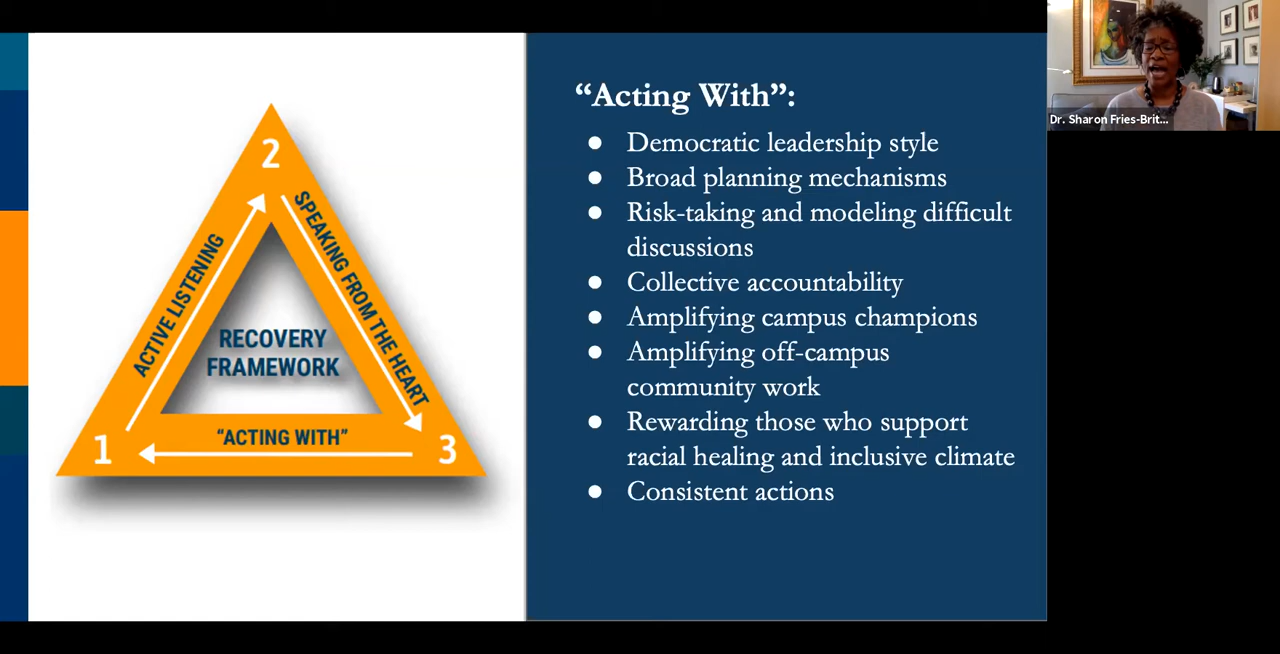 2
SPEAKING FROM THE HEART
ACTIVE LISTENING
RECOVERY
FRAMEWORK
"ACTING WITH"
1
3
“Acting With”:
● Democratic leadership style
● Broad planning mechanisms
● Risk-taking and modeling difficult
discussions
● Collective accountability
● Amplifying campus champions
● Amplifying off-campus
community work
● Rewarding those who support
racial healing and inclusive climate
● Consistent actions
Dr. Sharon Fries-Brit...